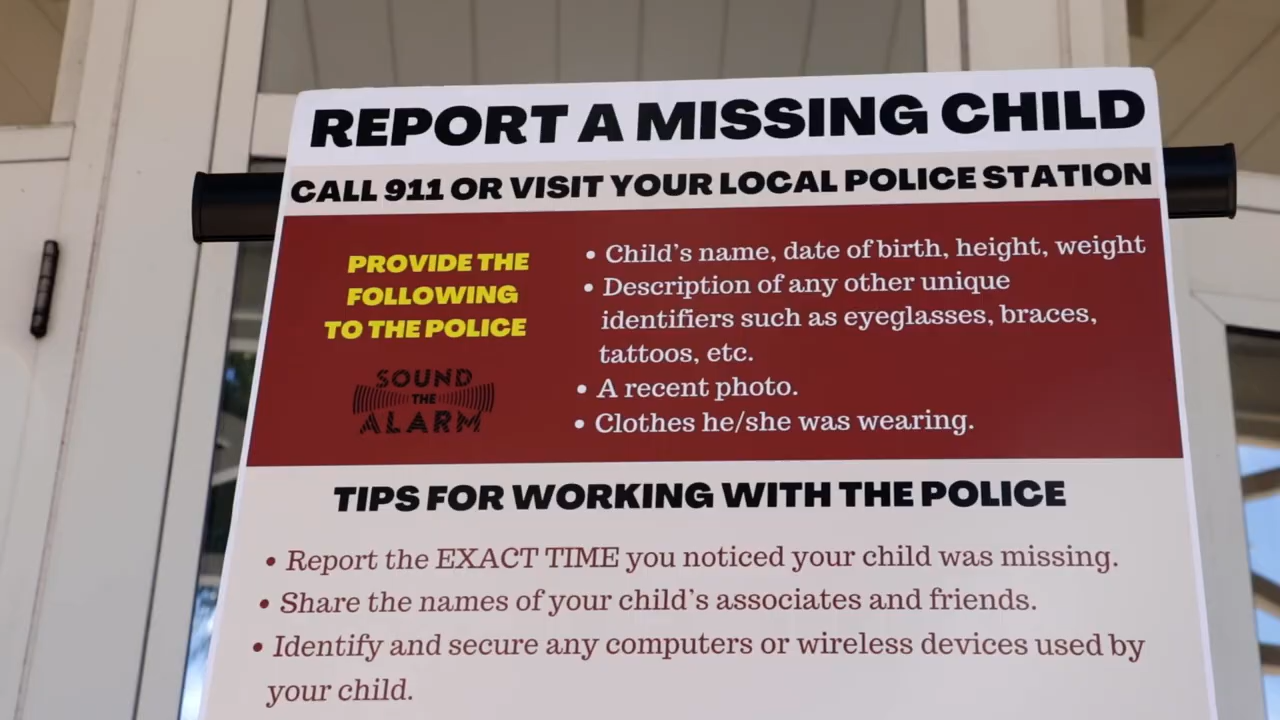 REPORT A MISSING CHILD
CALL 911 OR VISIT YOUR LOCAL POLICE STATION
PROVIDE THE
FOLLOWING
TO THE POLICE
SOUND
THE
ALARM
• Child's name, date of birth, height, weight
• Description of any other unique
identifiers such as eyeglasses, braces,
tattoos, etc.
• A recent photo.
• Clothes he/she was wearing.
TIPS FOR WORKING WITH THE POLICE
• Report the EXACT TIME you noticed your child was missing.
• Share the names of your child's associates and friends.
• Identify and secure any computers or wireless devices used by
your child.